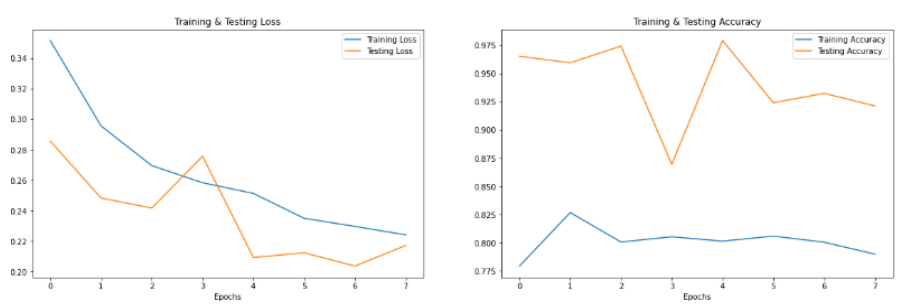 Training & Testing Loss
Training Loss
Testing Loss
0.34
0.32
0.30
0.28
0.26
0.24
0.22
0.20
0 1 2 3 4 5 6 7
Epochs
Training & Testing Accuracy
Training Accuracy
Testing Accuracy
0.975
0.950
0.925
0.900
0.875
0.850
0.825
0.800
0.775
0 1 2 3 4 5 6 7
Epochs